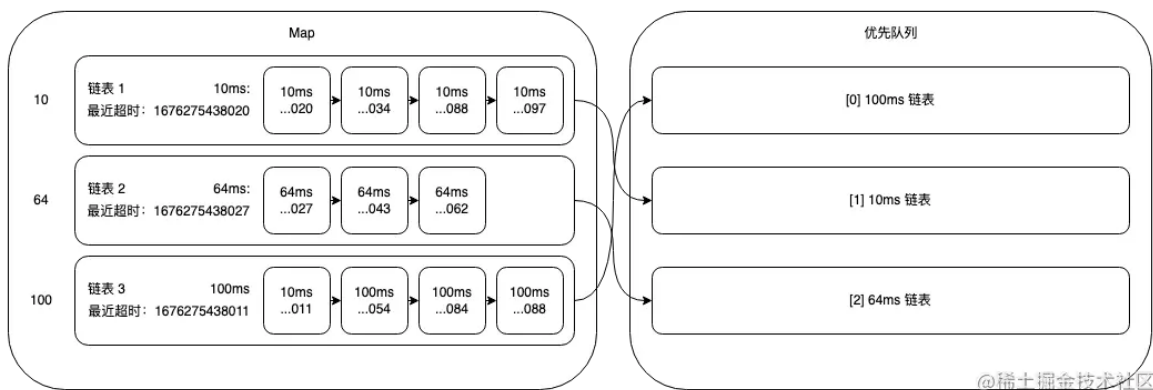 Map
10
链表 1 10ms:
最近超时：1676275438020
10ms
...020
10ms
...034
10ms
...088
10ms
...097
64
链表 2 64ms:
最近超时：1676275438027
64ms
...027
64ms
...043
64ms
...062
100
链表 3 100ms
最近超时：1676275438011
10ms
...011
100ms
...054
100ms
...084
100ms
...088
优先队列
[0] 100ms 链表
[1] 10ms 链表
[2] 64ms 链表
@稀土掘金技术社区